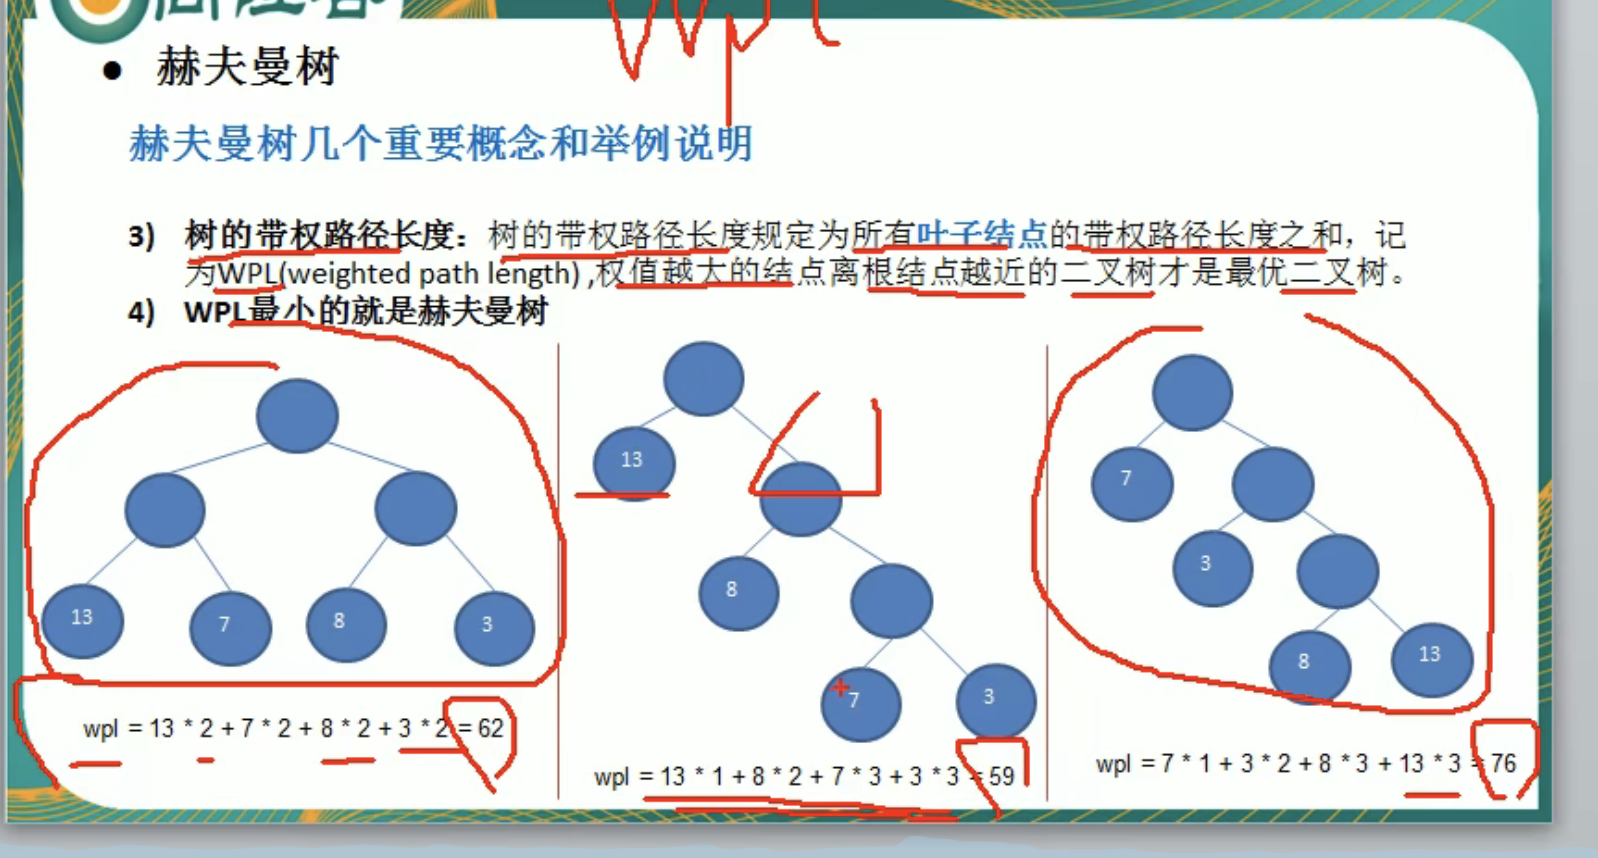 赫夫曼树
赫夫曼树几个重要概念和举例说明
3) 树的带权路径长度：树的带权路径长度规定为所有叶子结点的带权路径长度之和，记
为WPL(weighted path length) ,权值越大的结点离根结点越近的二叉树才是最优二叉树。
4) WPL最小的就是赫夫曼树
13
7
8
3
wpl = 13 * 2 + 7 * 2 + 8 * 2 + 3 * 2 = 62
13
8
7
3
wpl = 13 * 1 + 8 * 2 + 7 * 3 + 3 * 3 = 59
7
3
8
13
wpl = 7 * 1 + 3 * 2 + 8 * 3 + 13 * 3 = 76